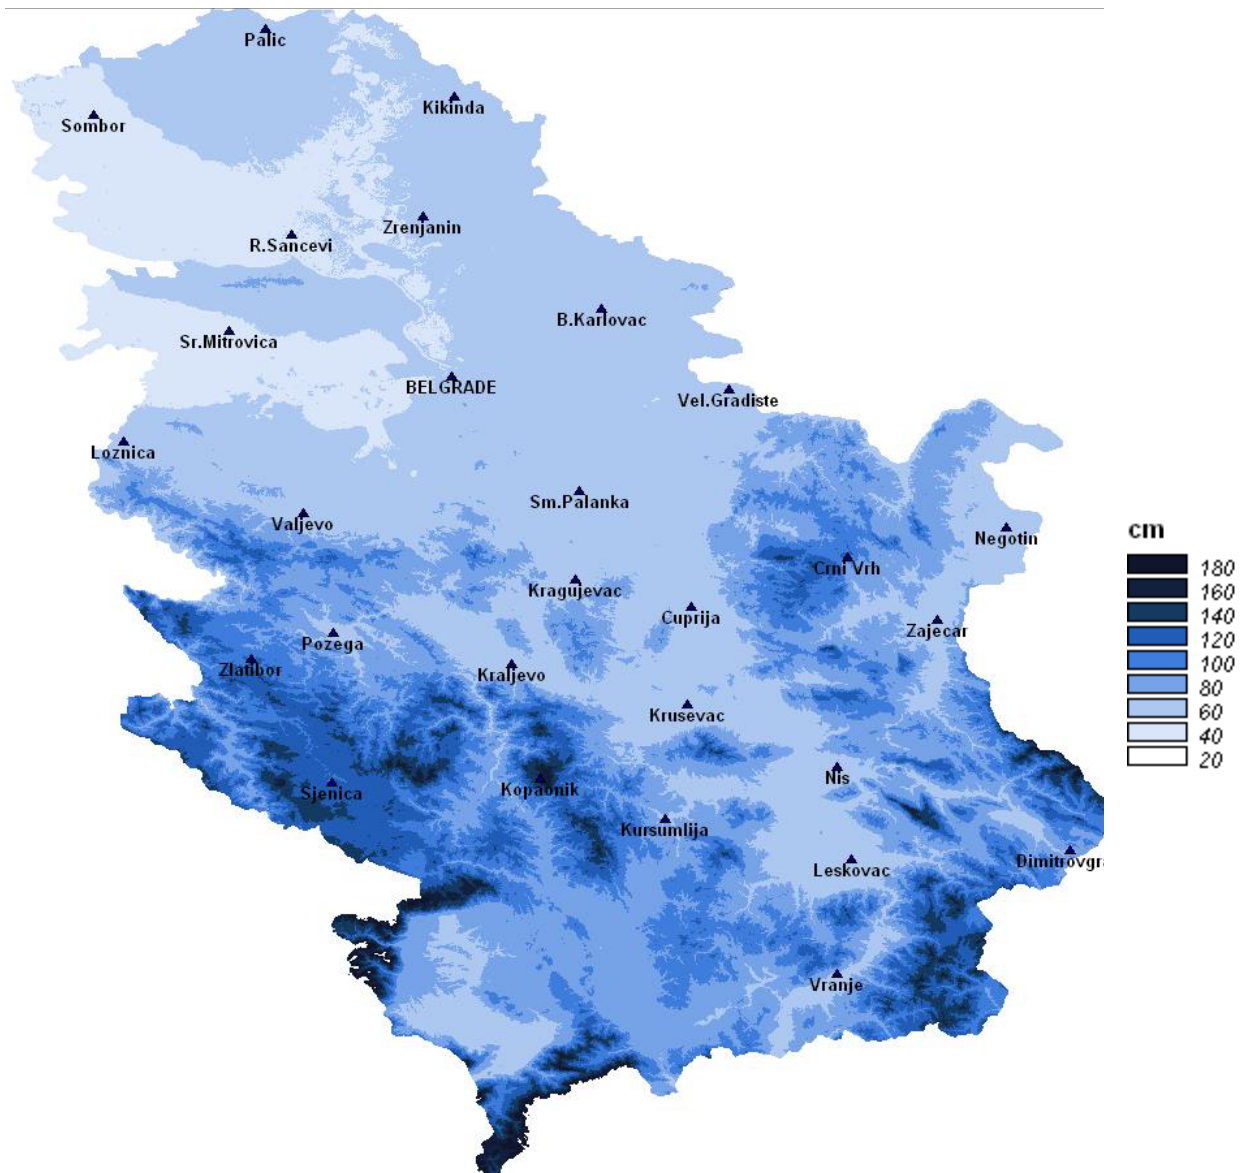 Palic
Kikinda
Sombor
Zrenjanin
R.Sancevi
B.Karlovac
Sr.Mitrovica
BELGRADE
Vel.Gradiste
Loznica
Sm.Palanka
Valjevo
Negotin
Crni Vrh
Kragujevac
Cuprija
Zajecar
Pozega
Zlatibor
Kraljevo
Krusevac
Nis
Sjenica
Kopaonik
Kursumlija
Leskovac
Dimitrovgra
Vranje
cm
180
160
140
120
100
80
60
40
20